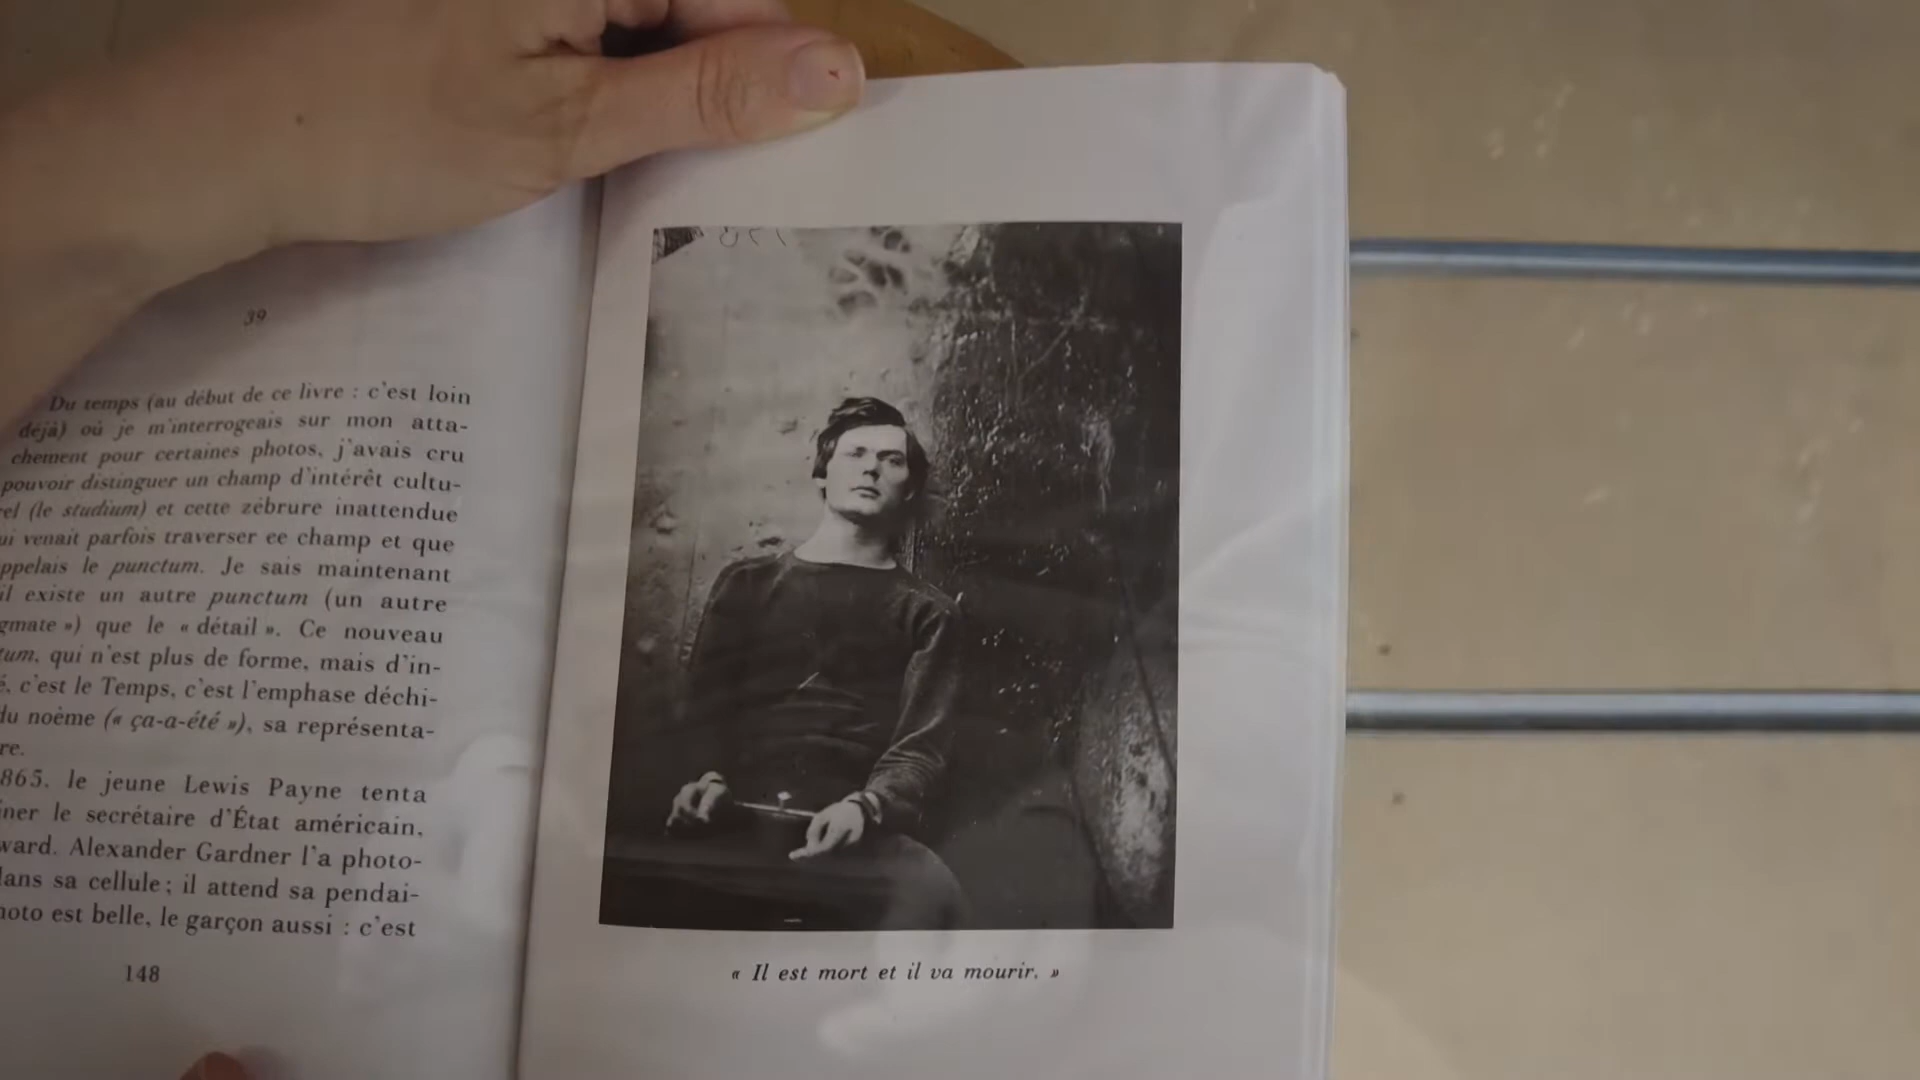 39
Du temps (au début de ce livre : c'est loin
déjà) où je m'interrogeais sur mon atta-
chement pour certaines photos, j'avais cru
pouvoir distinguer un champ d'intérêt cultu-
el (le studium) et cette zébrure inattendue
ui venait parfois traverser ce champ et que
ppelais le punctum. Je sais maintenant
il existe un autre punctum (un autre
gmate ») que le « détail ». Ce nouveau
tum, qui n'est plus de forme, mais d'in-
é, c'est le Temps, c'est l'emphase déchi-
du noème (« ça-a-été »), sa représenta-
re.
865, le jeune Lewis Payne tenta
iner le secrétaire d'État américain,
ward. Alexander Gardner l'a photo-
dans sa cellule ; il attend sa pendai-
hoto est belle, le garçon aussi : c'est
148
« Il est mort et il va mourir. »